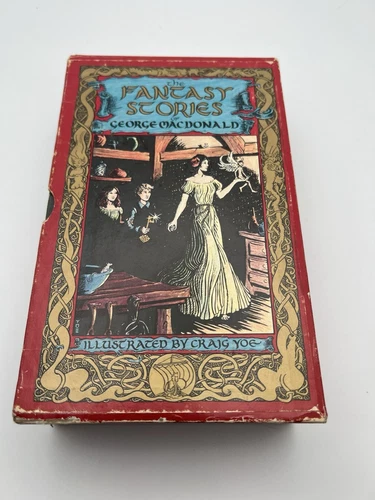 the
FANTASY
STORIES
of
GEORGE MACDONALD
ILLUSTRATED BY CRAIG YOE